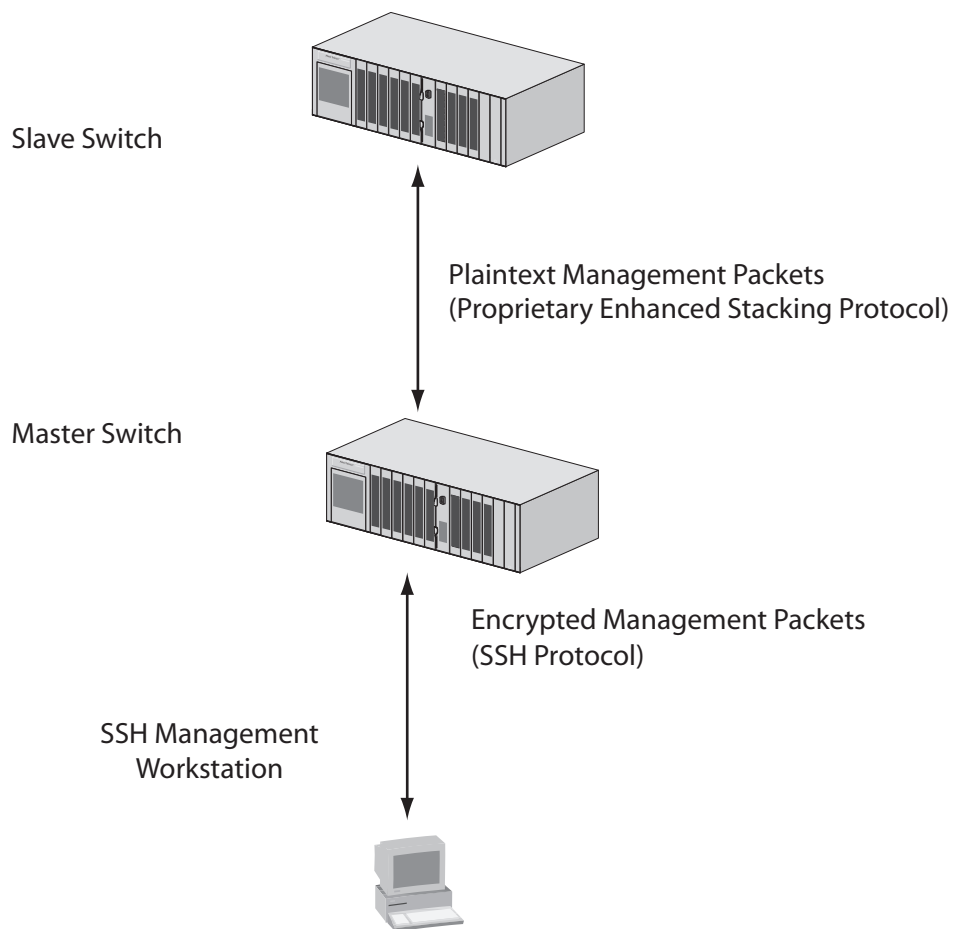 Slave Switch
Plaintext Management Packets
(Proprietary Enhanced Stacking Protocol)
Master Switch
Encrypted Management Packets
(SSH Protocol)
SSH Management
Workstation